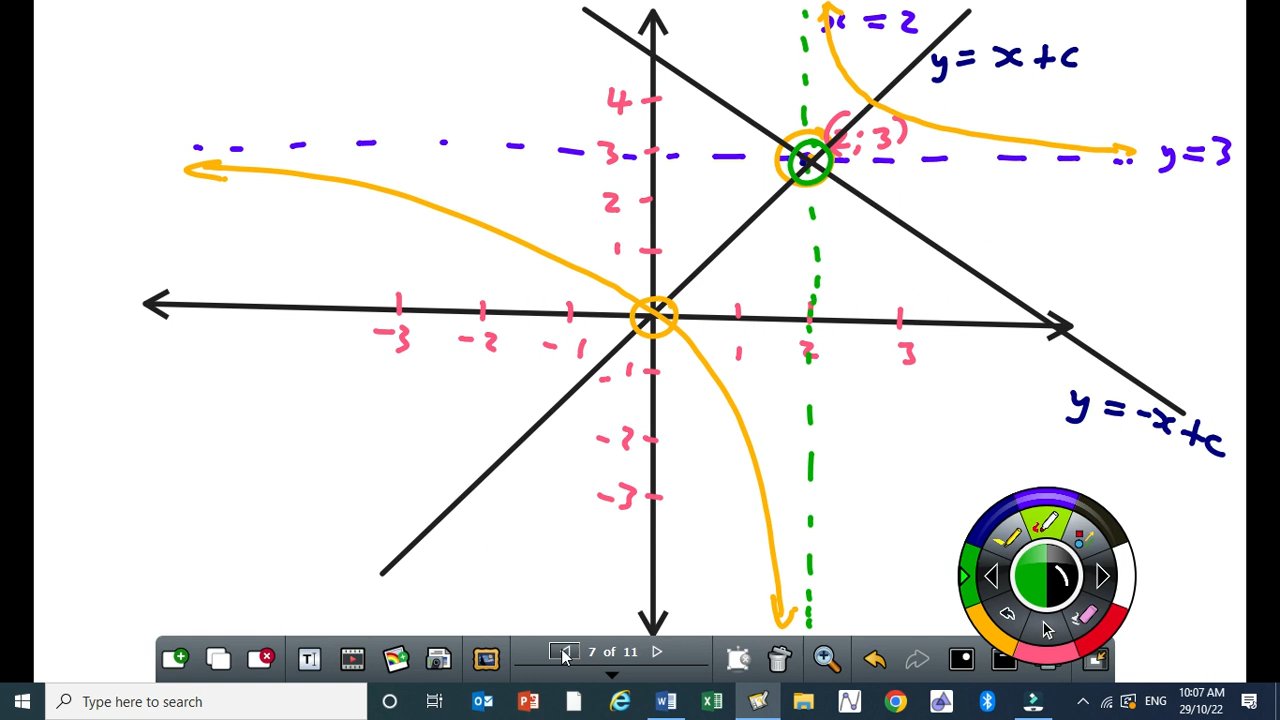 x = 2
y = x + c
4
(2; 3)
3
y = 3
2
1
-3 -2 -1 1 2 3
-1
y = -x + c
-2
-3
7 of 11
Type here to search
ENG
10:07 AM
29/10/22